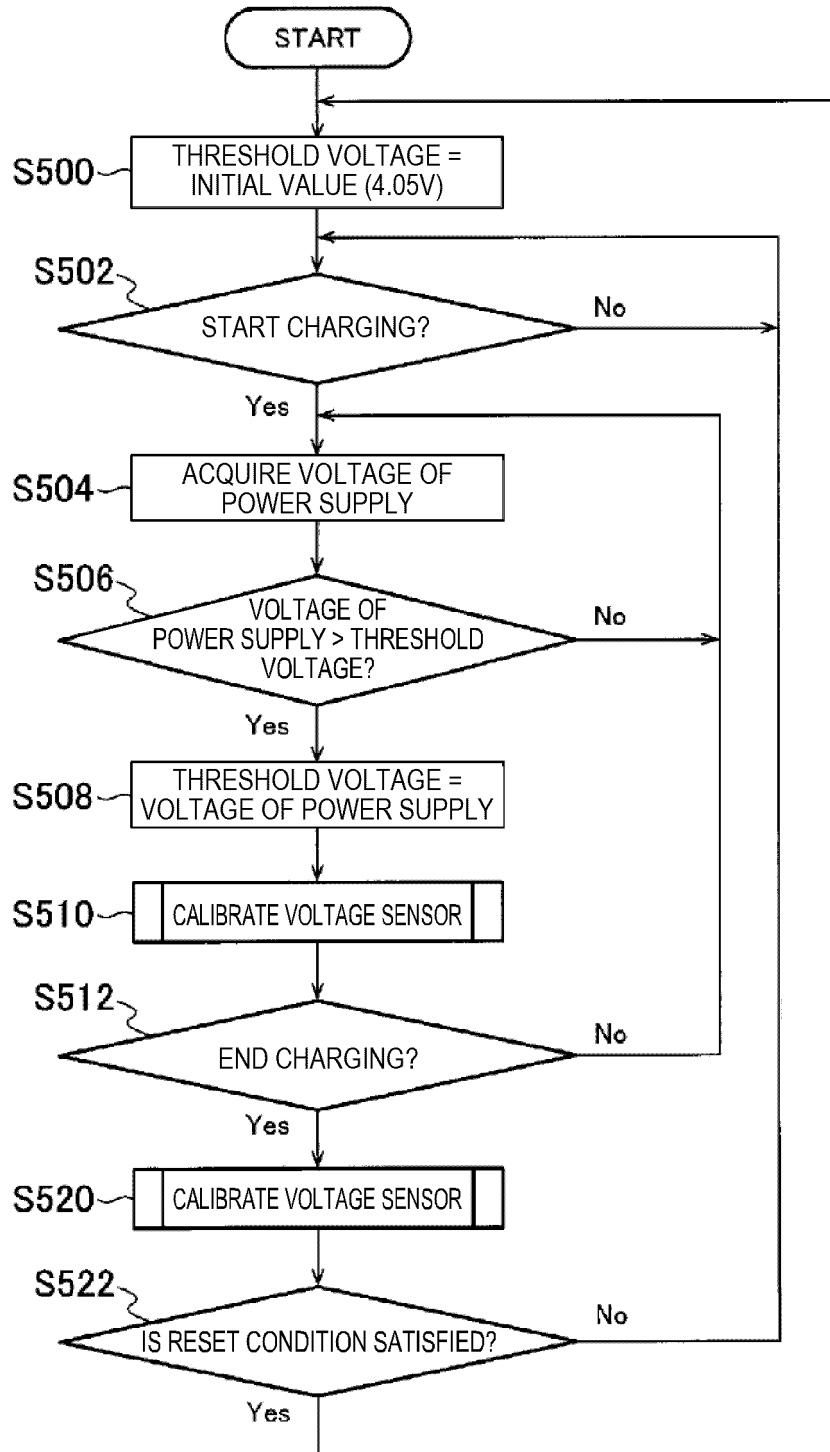 START
S500
THRESHOLD VOLTAGE =
INITIAL VALUE (4.05V)
S502
START CHARGING?
No
Yes
S504
ACQUIRE VOLTAGE OF
POWER SUPPLY
S506
VOLTAGE OF
POWER SUPPLY > THRESHOLD
VOLTAGE?
No
Yes
S508
THRESHOLD VOLTAGE =
VOLTAGE OF POWER SUPPLY
S510
CALIBRATE VOLTAGE SENSOR
S512
END CHARGING?
No
Yes
S520
CALIBRATE VOLTAGE SENSOR
S522
IS RESET CONDITION SATISFIED?
No
Yes